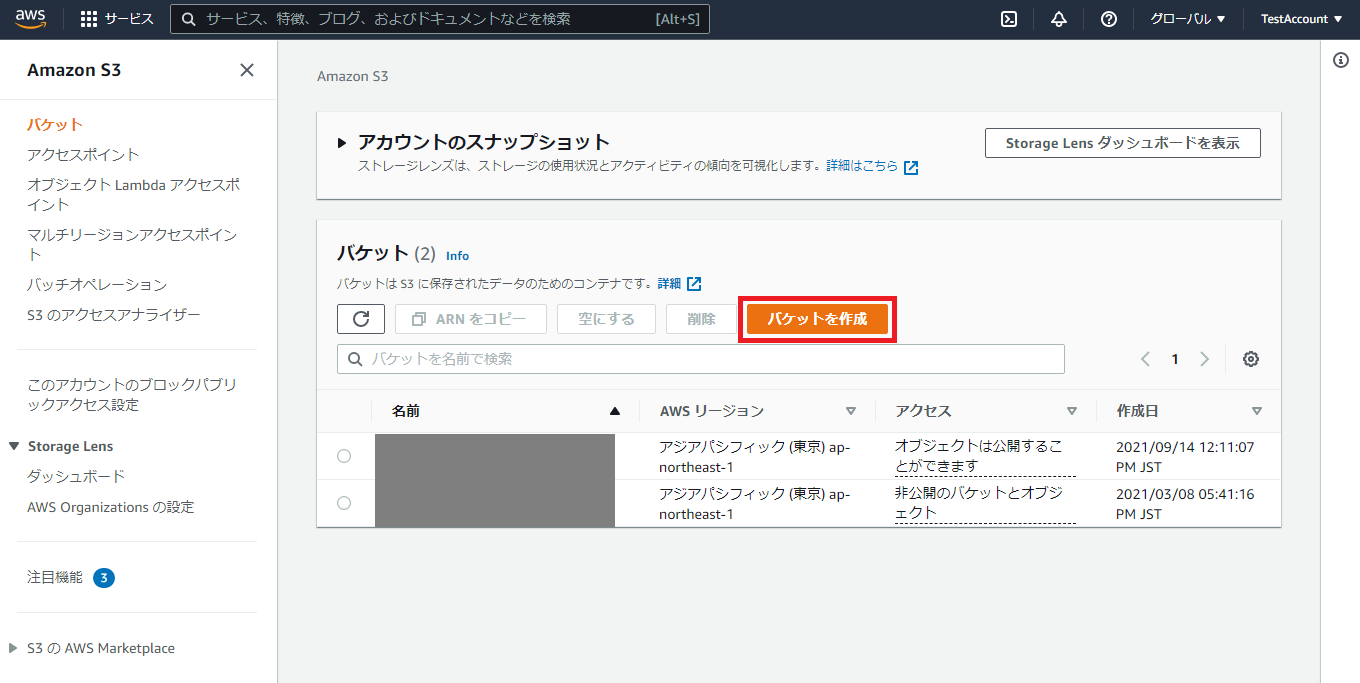 aws
サービス
サービス、特徴、ブログ、およびドキュメントなどを検索
[Alt+S]
グローバル ▼
TestAccount ▼
Amazon S3
バケット
アクセスポイント
オブジェクト Lambda アクセスポ
イント
マルチリージョンアクセスポイン
ト
バッチオペレーション
S3 のアクセスアナライザー
このアカウントのブロックパブリ
ックアクセス設定
Storage Lens
ダッシュボード
AWS Organizations の設定
注目機能 3
S3 の AWS Marketplace
Amazon S3
アカウントのスナップショット
ストレージレンズは、ストレージの使用状況とアクティビティの傾向を可視化します。詳細はこちら
Storage Lens ダッシュボードを表示
バケット (2) Info
バケットは S3 に保存されたデータのためのコンテナです。詳細
ARN をコピー
空にする
削除
バケットを作成
バケットを名前で検索
1
名前
AWS リージョン
アクセス
作成日
アジアパシフィック (東京) ap-
northeast-1
オブジェクトは公開するこ
とができます
2021/09/14 12:11:07
PM JST
アジアパシフィック (東京) ap-
northeast-1
非公開のバケットとオブジ
ェクト
2021/03/08 05:41:16
PM JST